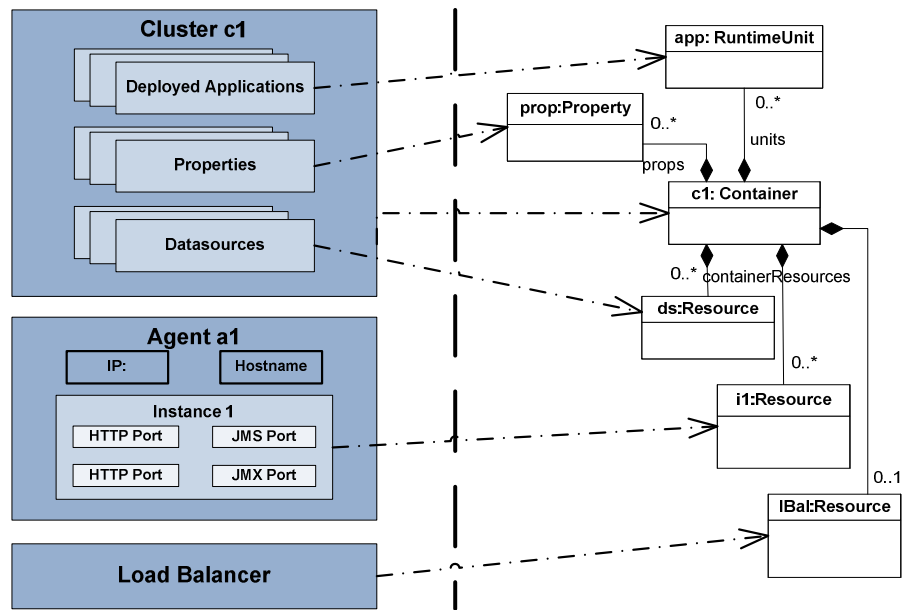 Cluster c1
Deployed Applications
Properties
Datasources
Agent a1
IP:
Hostname
Instance 1
HTTP Port
JMS Port
HTTP Port
JMX Port
Load Balancer
app: RuntimeUnit
0..*
units
prop:Property
0..*
props
c1: Container
0..*
containerResources
ds:Resource
0..*
i1:Resource
0..1
lBal:Resource